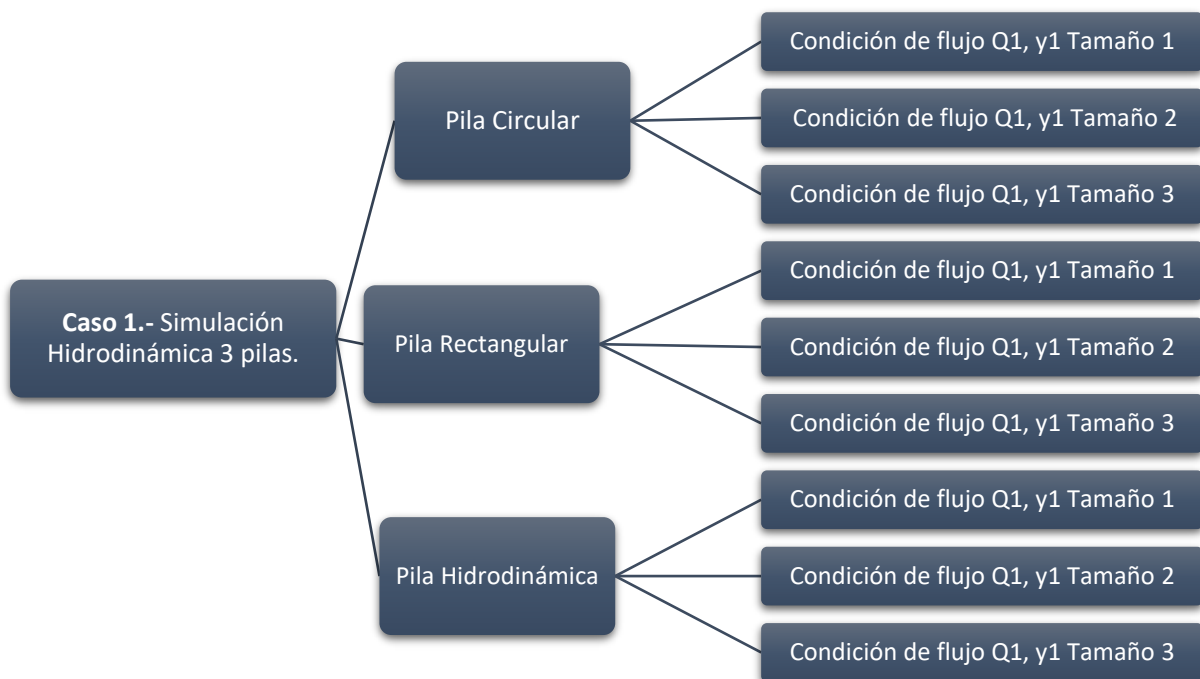 Caso 1.- Simulación
Hidrodinámica 3 pilas.
Pila Circular
Condición de flujo Q1, y1 Tamaño 1
Condición de flujo Q1, y1 Tamaño 2
Condición de flujo Q1, y1 Tamaño 3
Pila Rectangular
Condición de flujo Q1, y1 Tamaño 1
Condición de flujo Q1, y1 Tamaño 2
Condición de flujo Q1, y1 Tamaño 3
Pila Hidrodinámica
Condición de flujo Q1, y1 Tamaño 1
Condición de flujo Q1, y1 Tamaño 2
Condición de flujo Q1, y1 Tamaño 3